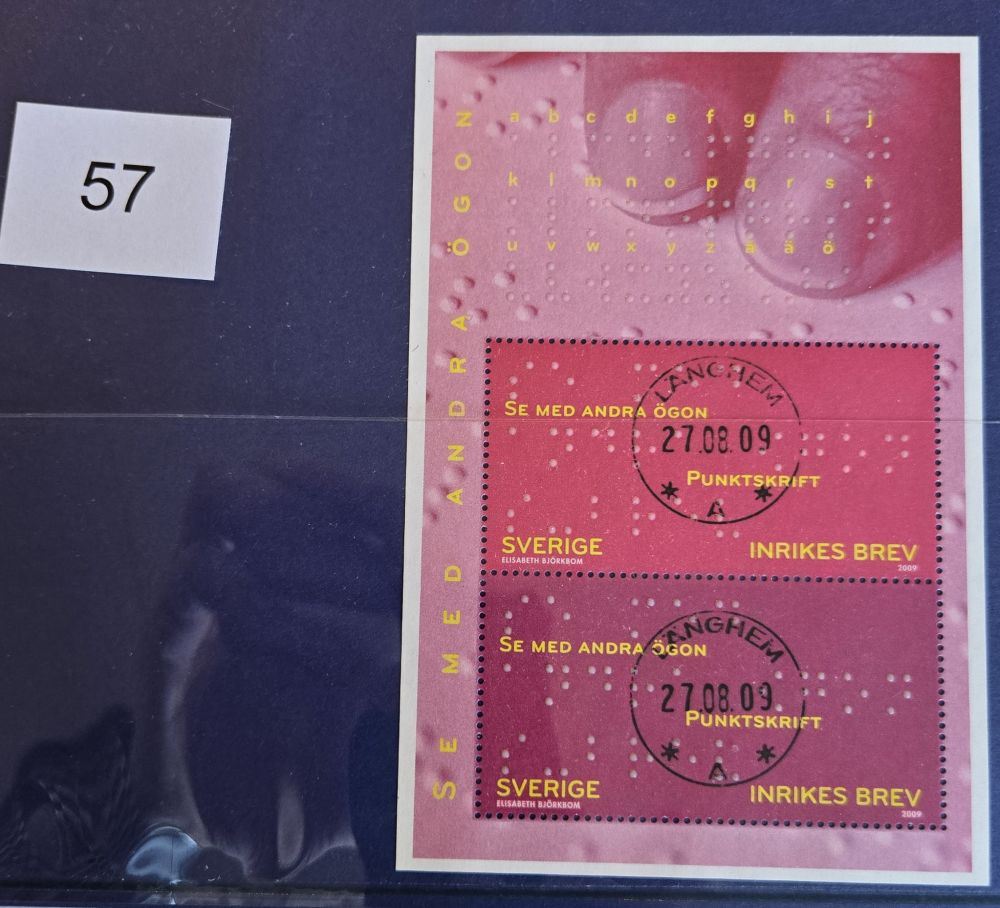 57
SE MED ANDRA ÖGON
a b c d e f g h i j
k l m n o p q r s t
u v w x y z å ä ö
LÅNGHEM
SE MED ANDRA ÖGON
27.08.09
PUNKTSKRIFT
A
SVERIGE
INRIKES BREV
ELISABETH BJÖRKBOM
2009
LÅNGHEM
SE MED ANDRA ÖGON
27.08.09
PUNKTSKRIFT
A
SVERIGE
INRIKES BREV
ELISABETH BJÖRKBOM
2009